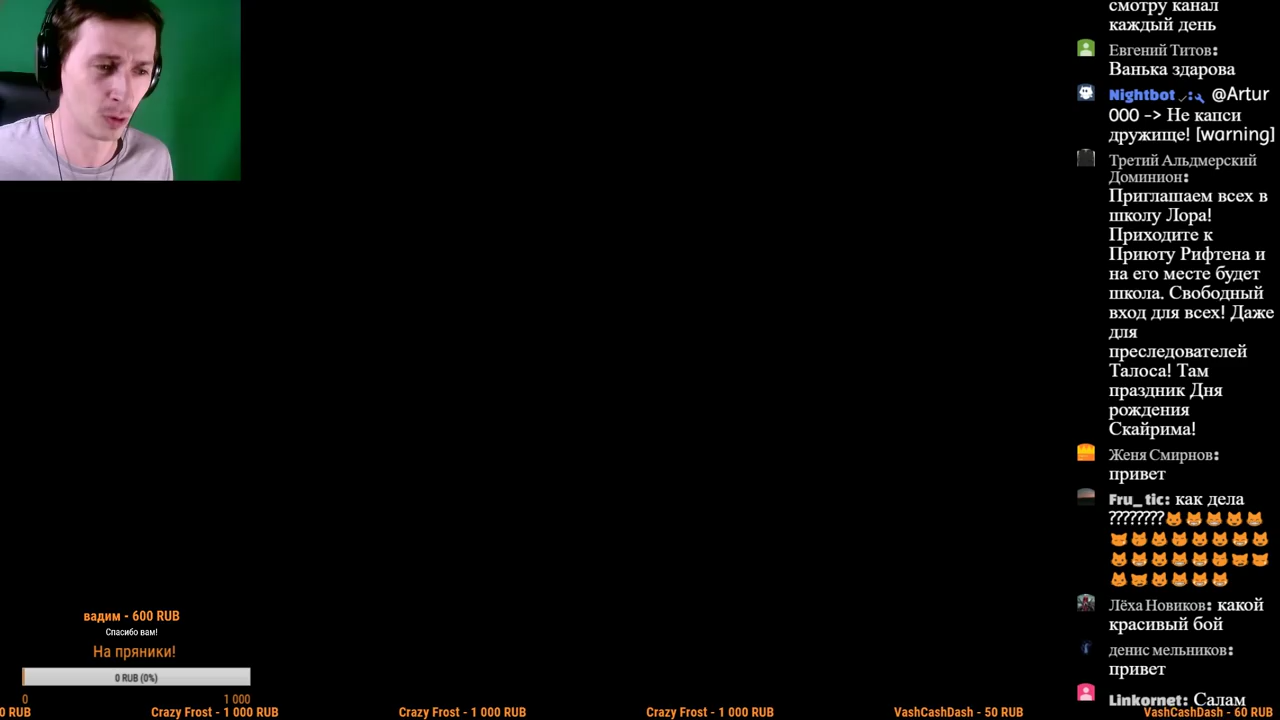 смотру канал
каждый день
Евгений Титов:
Ванька здарова
Nightbot : @Artur
000 -> Не капси
дружище! [warning]
Третий Альдмерский
Доминион:
Приглашаем всех в
школу Лора!
Приходите к
Приюту Рифтена и
на его месте будет
школа. Свободный
вход для всех! Даже
для
преследователей
Талоса! Там
праздник Дня
рождения
Скайрима!
Женя Смирнов:
привет
Fru_tic: как дела
????????
Лёха Новиков: какой
красивый бой
денис мельников:
привет
Linkornet: Салам
вадим - 600 RUB
Спасибо вам!
На пряники!
0 RUB (0%)
0 1 000
0 RUB Crazy Frost - 1 000 RUB Crazy Frost - 1 000 RUB Crazy Frost - 1 000 RUB VashCashDash - 50 RUB VashCashDash - 60 RUB